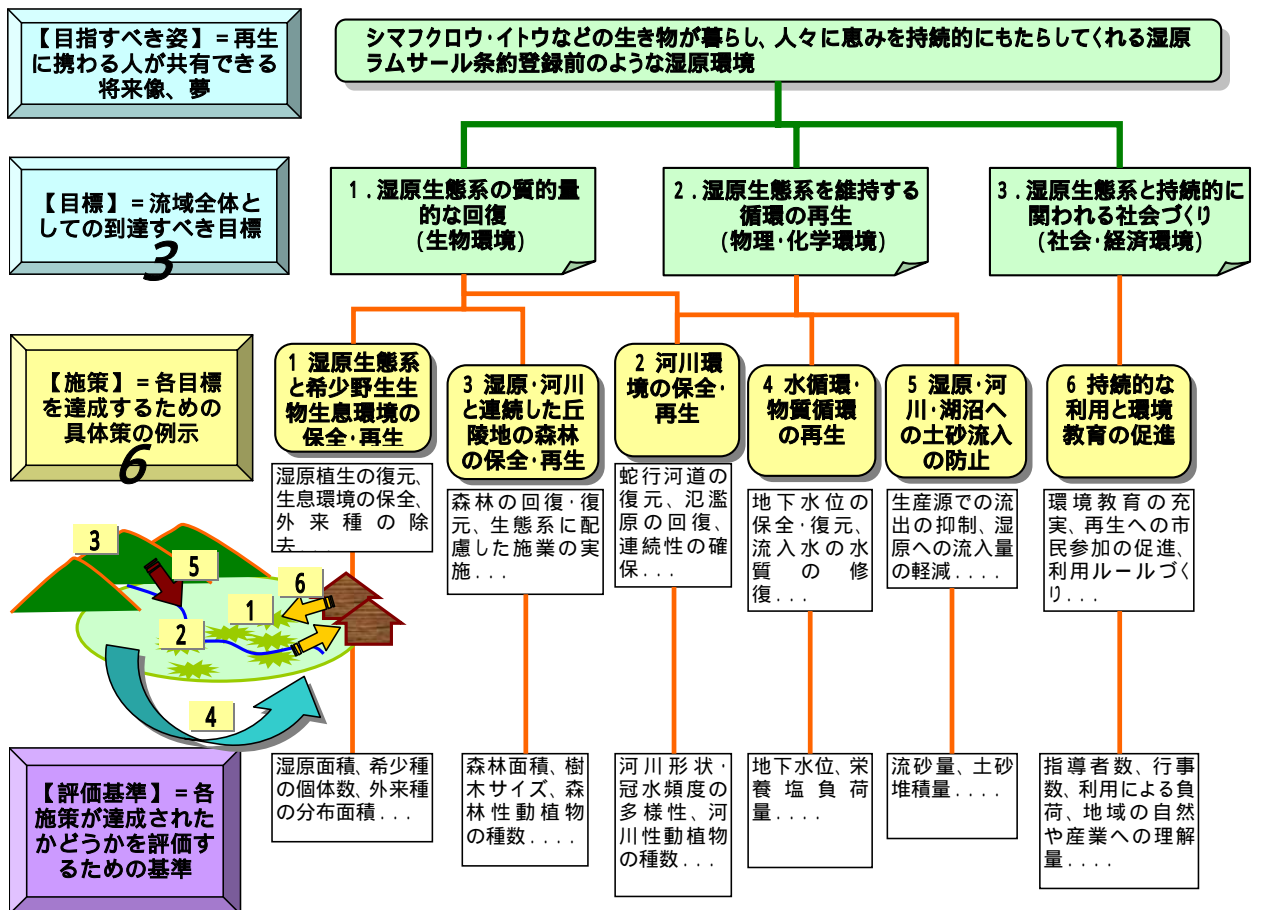 【目指すべき姿】=再生
に携わる人が共有できる
将来像、夢
シマフクロウ・イトウなどの生き物が暮らし、人々に恵みを持続的にもたらしてくれる湿原
ラムサール条約登録前のような湿原環境
【目標】=流域全体と
しての到達すべき目標
3
1.湿原生態系の質的量
的な回復
(生物環境)
2.湿原生態系を維持する
循環の再生
(物理・化学環境)
3.湿原生態系と持続的に
関われる社会づくり
(社会・経済環境)
【施策】=各目標
を達成するための
具体策の例示
6
1 湿原生態系
と希少野生生
物生息環境の
保全・再生
3 湿原・河川
と連続した丘
陵地の森林
の保全・再生
2 河川環
境の保全・
再生
4 水循環・
物質循環
の再生
5 湿原・河
川・湖沼へ
の土砂流入
の防止
6 持続的な
利用と環境
教育の促進
湿原植生の復元、
生息環境の保全、
外来種の除
去...
森林の回復・復
元、生態系に配
慮した施業の実
施...
蛇行河道の
復元、氾濫
原の回復、
連続性の確
保...
地下水位の
保全・復元、
流入水の水
質の修
復...
生産源での流
出の抑制、湿
原への流入量
の軽減....
環境教育の充
実、再生への市
民参加の促進、
利用ルールづく
り...
3
5
6
1
2
4
【評価基準】=各
施策が達成された
かどうかを評価す
るための基準
湿原面積、希少種
の個体数、外来種
の分布面積...
森林面積、樹
木サイズ、森
林性動植物
の種数....
河川形状・
冠水頻度の
多様性、河
川性動植物
の種数...
地下水位、栄
養塩負荷
量....
流砂量、土砂
堆積量....
指導者数、行事
数、利用による負
荷、地域の自然
や産業への理解
量....